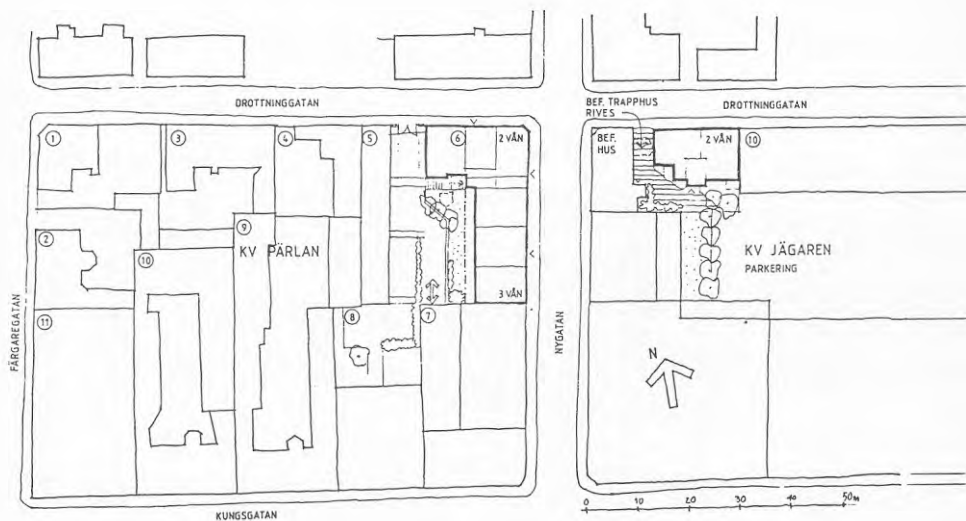 DROTTNINGGATAN
BEF. TRAPPHUS
RIVES
DROTTNINGGATAN
1
3
4
5
6
2 VÅN
BEF.
HUS
2 VÅN
10
2
9
KV PÄRLAN
10
KV JÄGAREN
PARKERING
3 VÅN
11
8
7
FÄRGAREGATAN
NYGATAN
N
KUNGSGATAN
0 10 20 30 40 50m